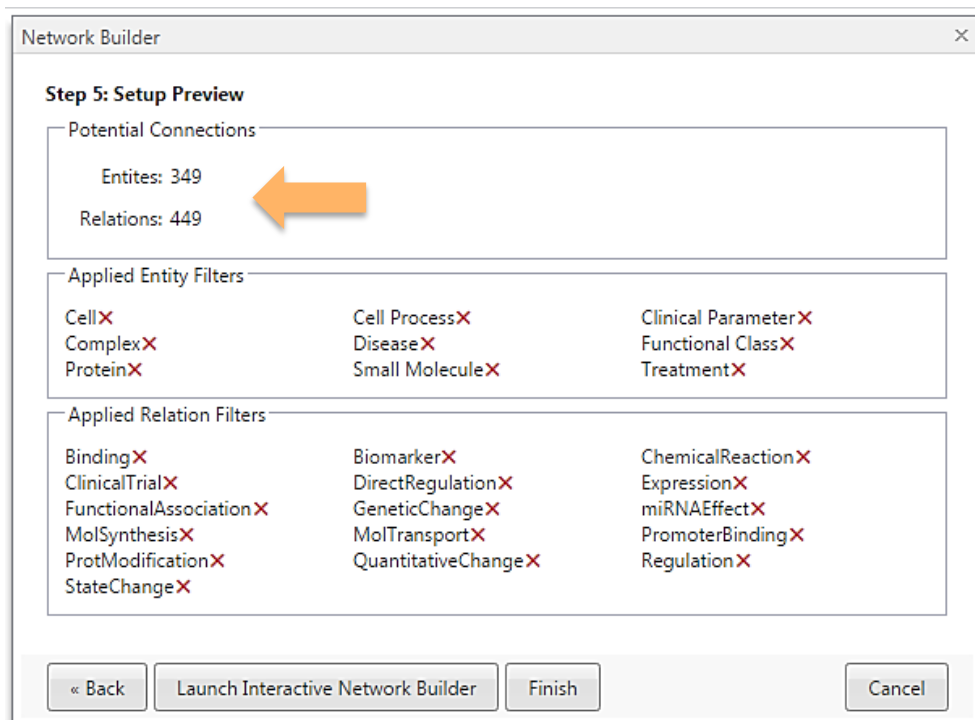 Network Builder
Step 5: Setup Preview
Potential Connections
Entites: 349
Relations: 449
Applied Entity Filters
Cell Cell Process Clinical Parameter
Complex Disease Functional Class
Protein Small Molecule Treatment
Applied Relation Filters
Binding Biomarker ChemicalReaction
ClinicalTrial DirectRegulation Expression
FunctionalAssociation GeneticChange miRNAEffect
MolSynthesis MolTransport PromoterBinding
ProtModification QuantitativeChange Regulation
StateChange
« Back Launch Interactive Network Builder Finish Cancel